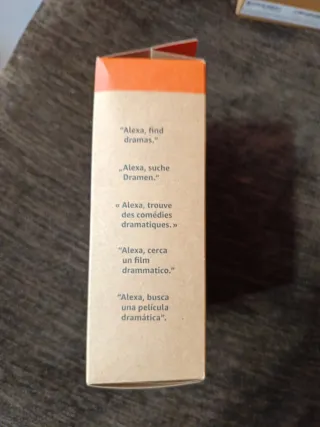 “Alexa, find
dramas.”
„Alexa, suche
Dramen.“
« Alexa, trouve
des comédies
dramatiques. »
“Alexa, cerca
un film
drammatico.”
“Alexa, busca
una película
dramática”.